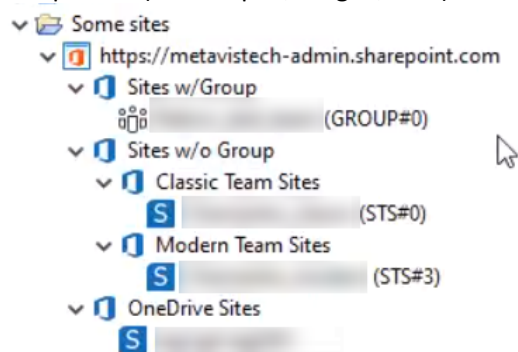 Some sites
https://metavistech-admin.sharepoint.com
Sites w/Group
(GROUP#0)
Sites w/o Group
Classic Team Sites
(STS#0)
Modern Team Sites
(STS#3)
OneDrive Sites